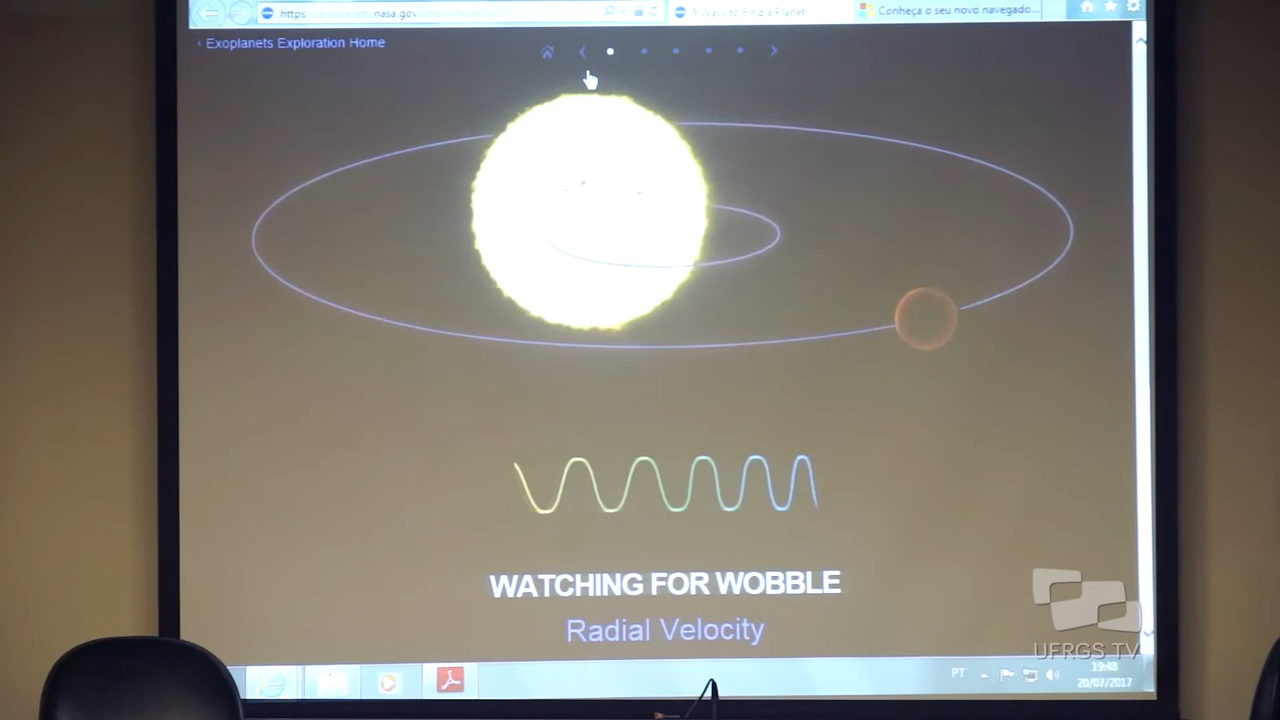 https
nasa.gov
5 Ways to Find a Planet
Conheça o seu novo navegado...
‹ Exoplanets Exploration Home
WATCHING FOR WOBBLE
Radial Velocity
UFRGS TV
PT
19:48
20/07/2017